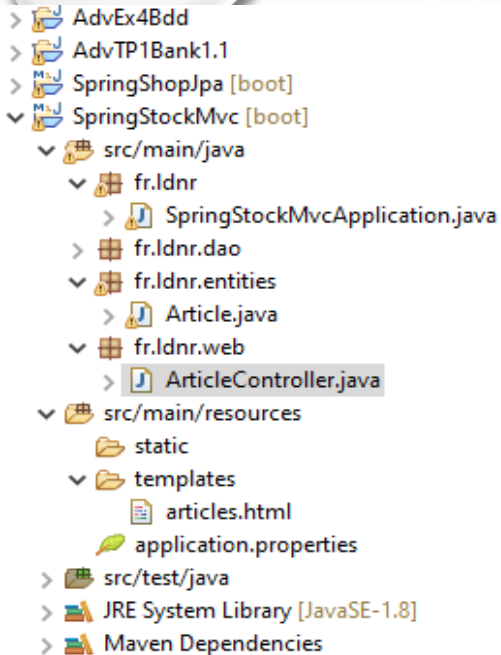 AdvEx4Bdd
AdvTP1Bank1.1
SpringShopJpa [boot]
SpringStockMvc [boot]
src/main/java
fr.ldnr
SpringStockMvcApplication.java
fr.ldnr.dao
fr.ldnr.entities
Article.java
fr.ldnr.web
ArticleController.java
src/main/resources
static
templates
articles.html
application.properties
src/test/java
JRE System Library [JavaSE-1.8]
Maven Dependencies